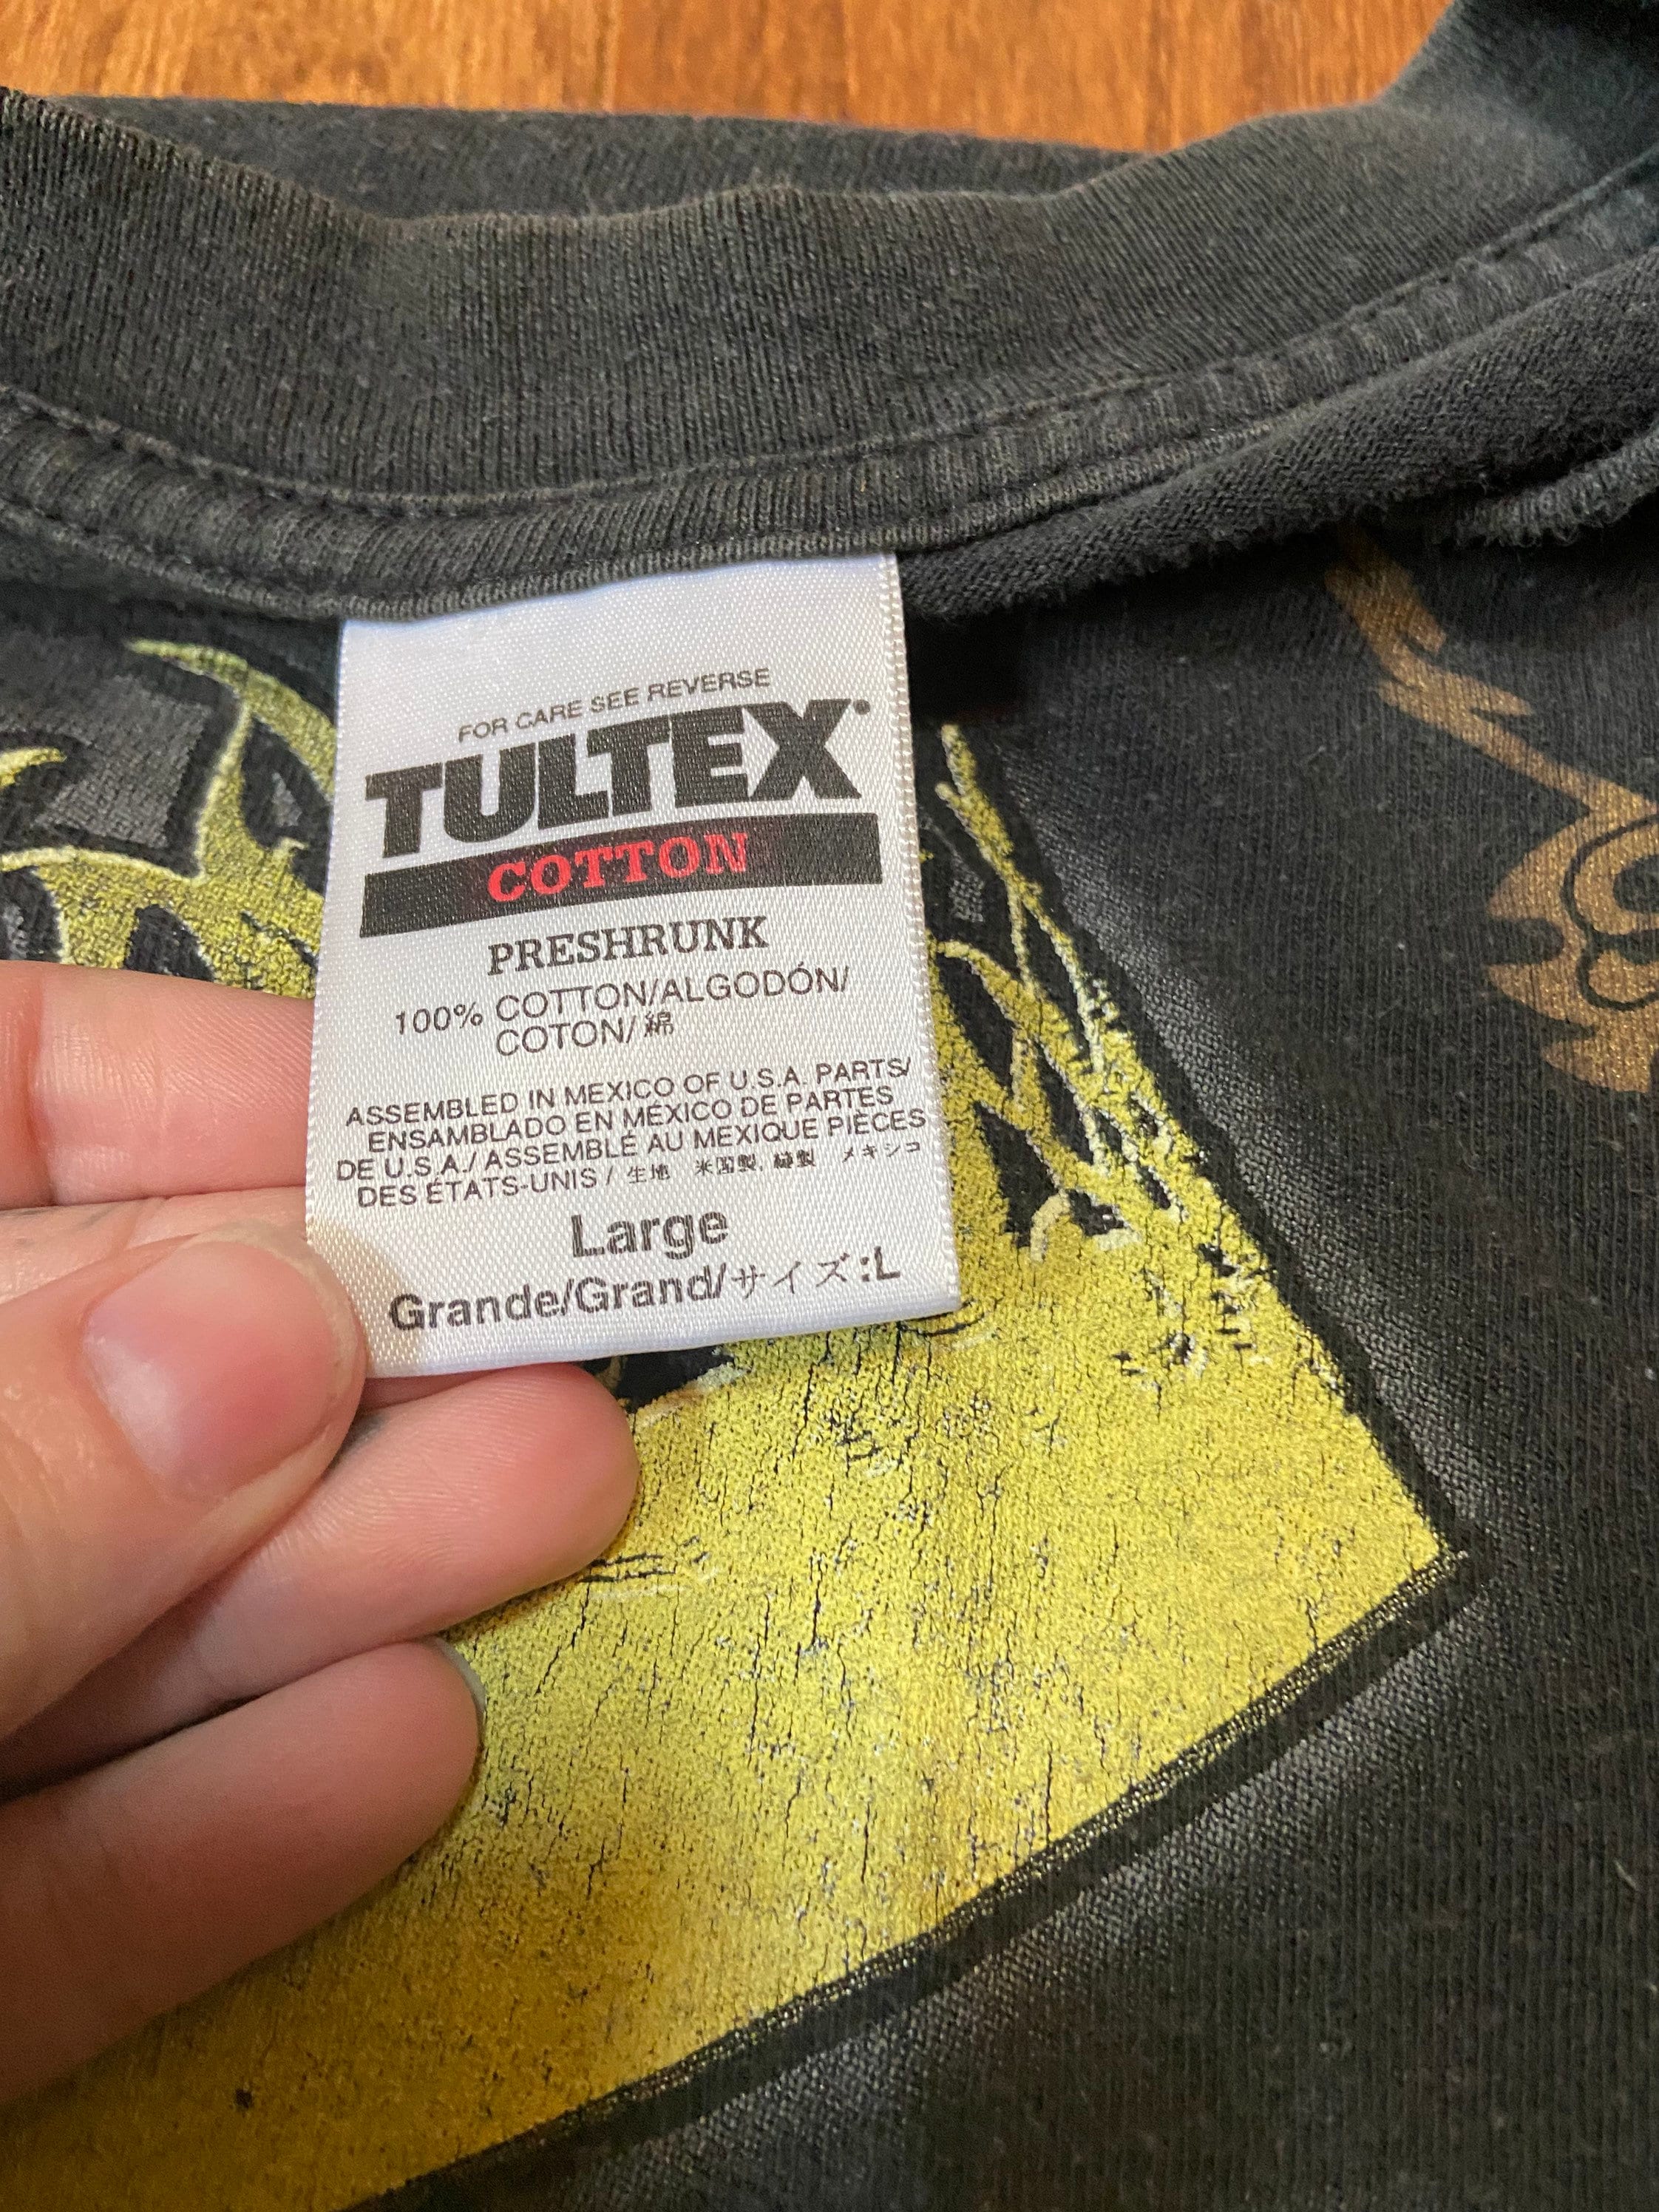 FOR CARE SEE REVERSE
TULTEX®
COTTON
PRESHRUNK
100% COTTON/ALGODÓN/
COTON/綿
ASSEMBLED IN MEXICO OF U.S.A. PARTS/
ENSAMBLADO EN MÉXICO DE PARTES
DE U.S.A./ASSEMBLÉ AU MEXIQUE PIÈCES
DES ÉTATS-UNIS/ 生地 米国製, 縫製 メキシコ
Large
Grande/Grand/サイズ:L